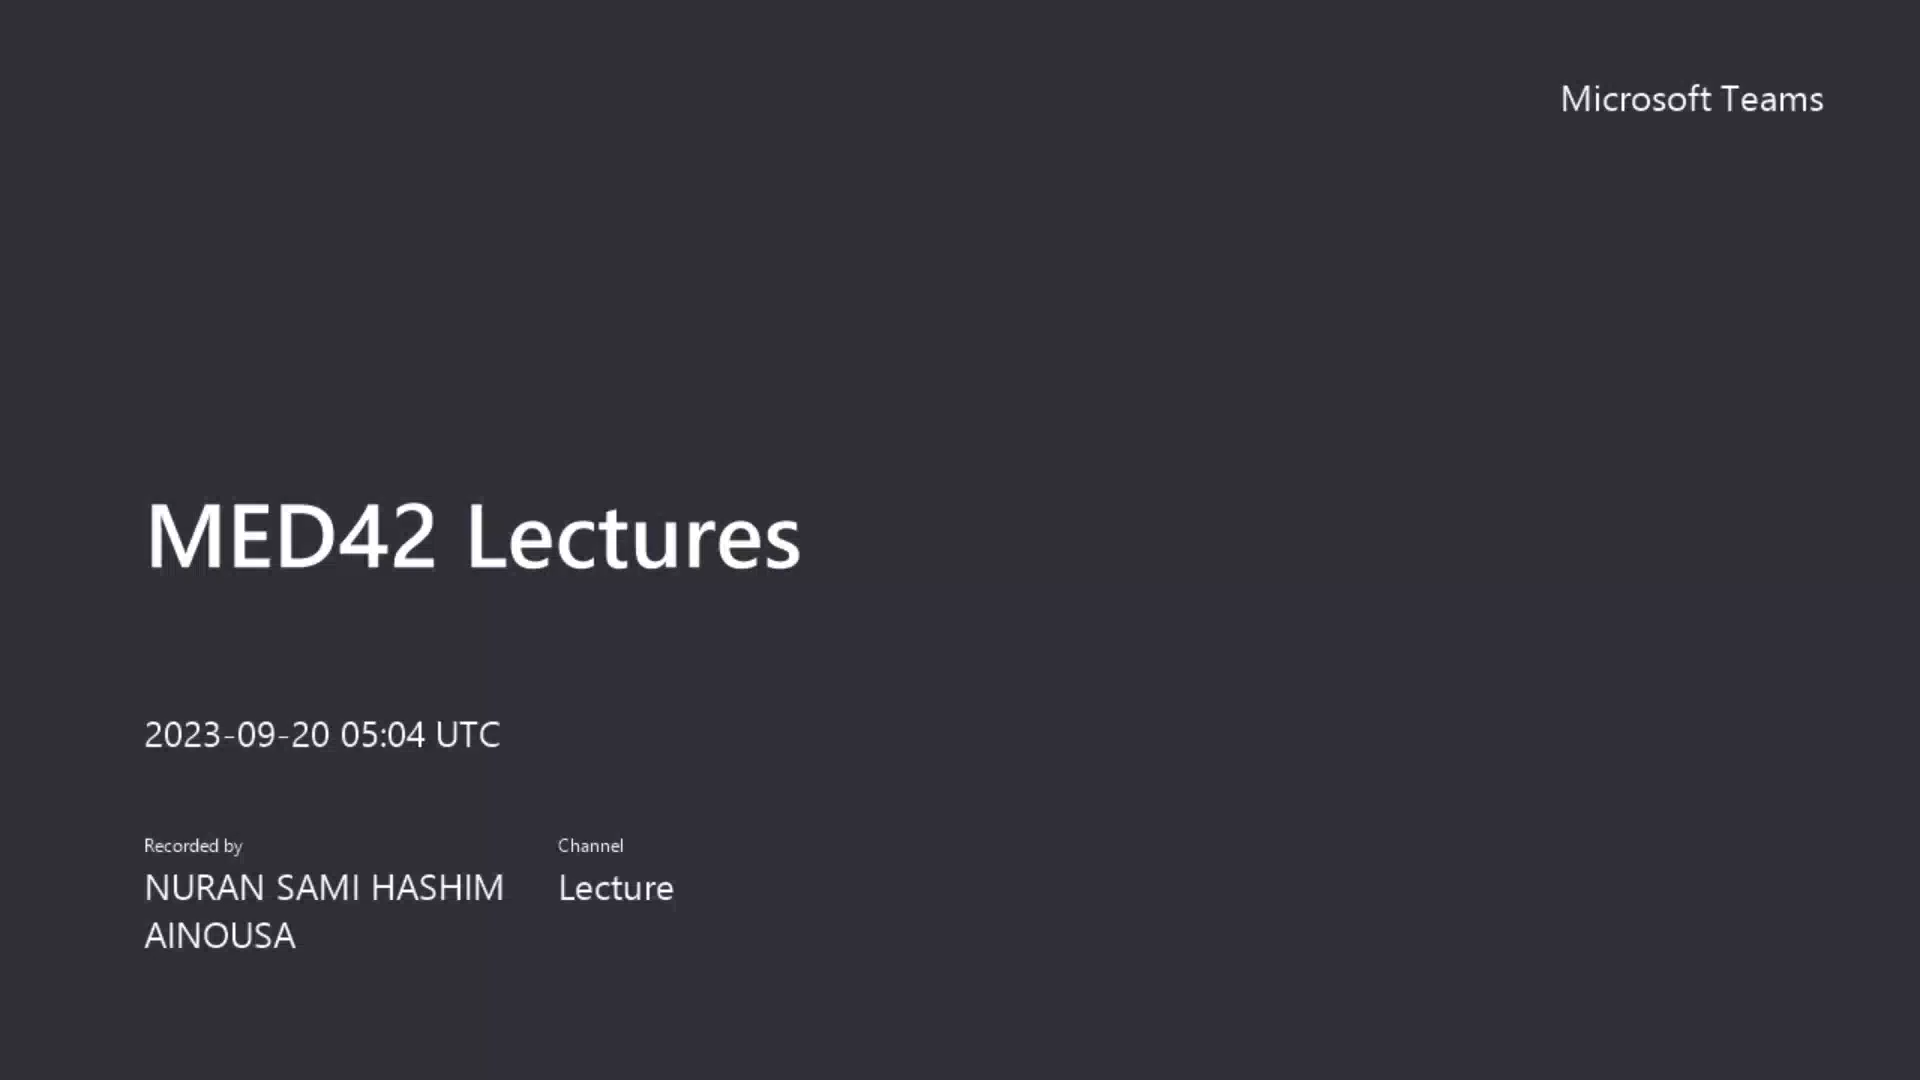 Microsoft Teams
MED42 Lectures
2023-09-20 05:04 UTC
Recorded by
NURAN SAMI HASHIM
AINOUSA
Channel
Lecture